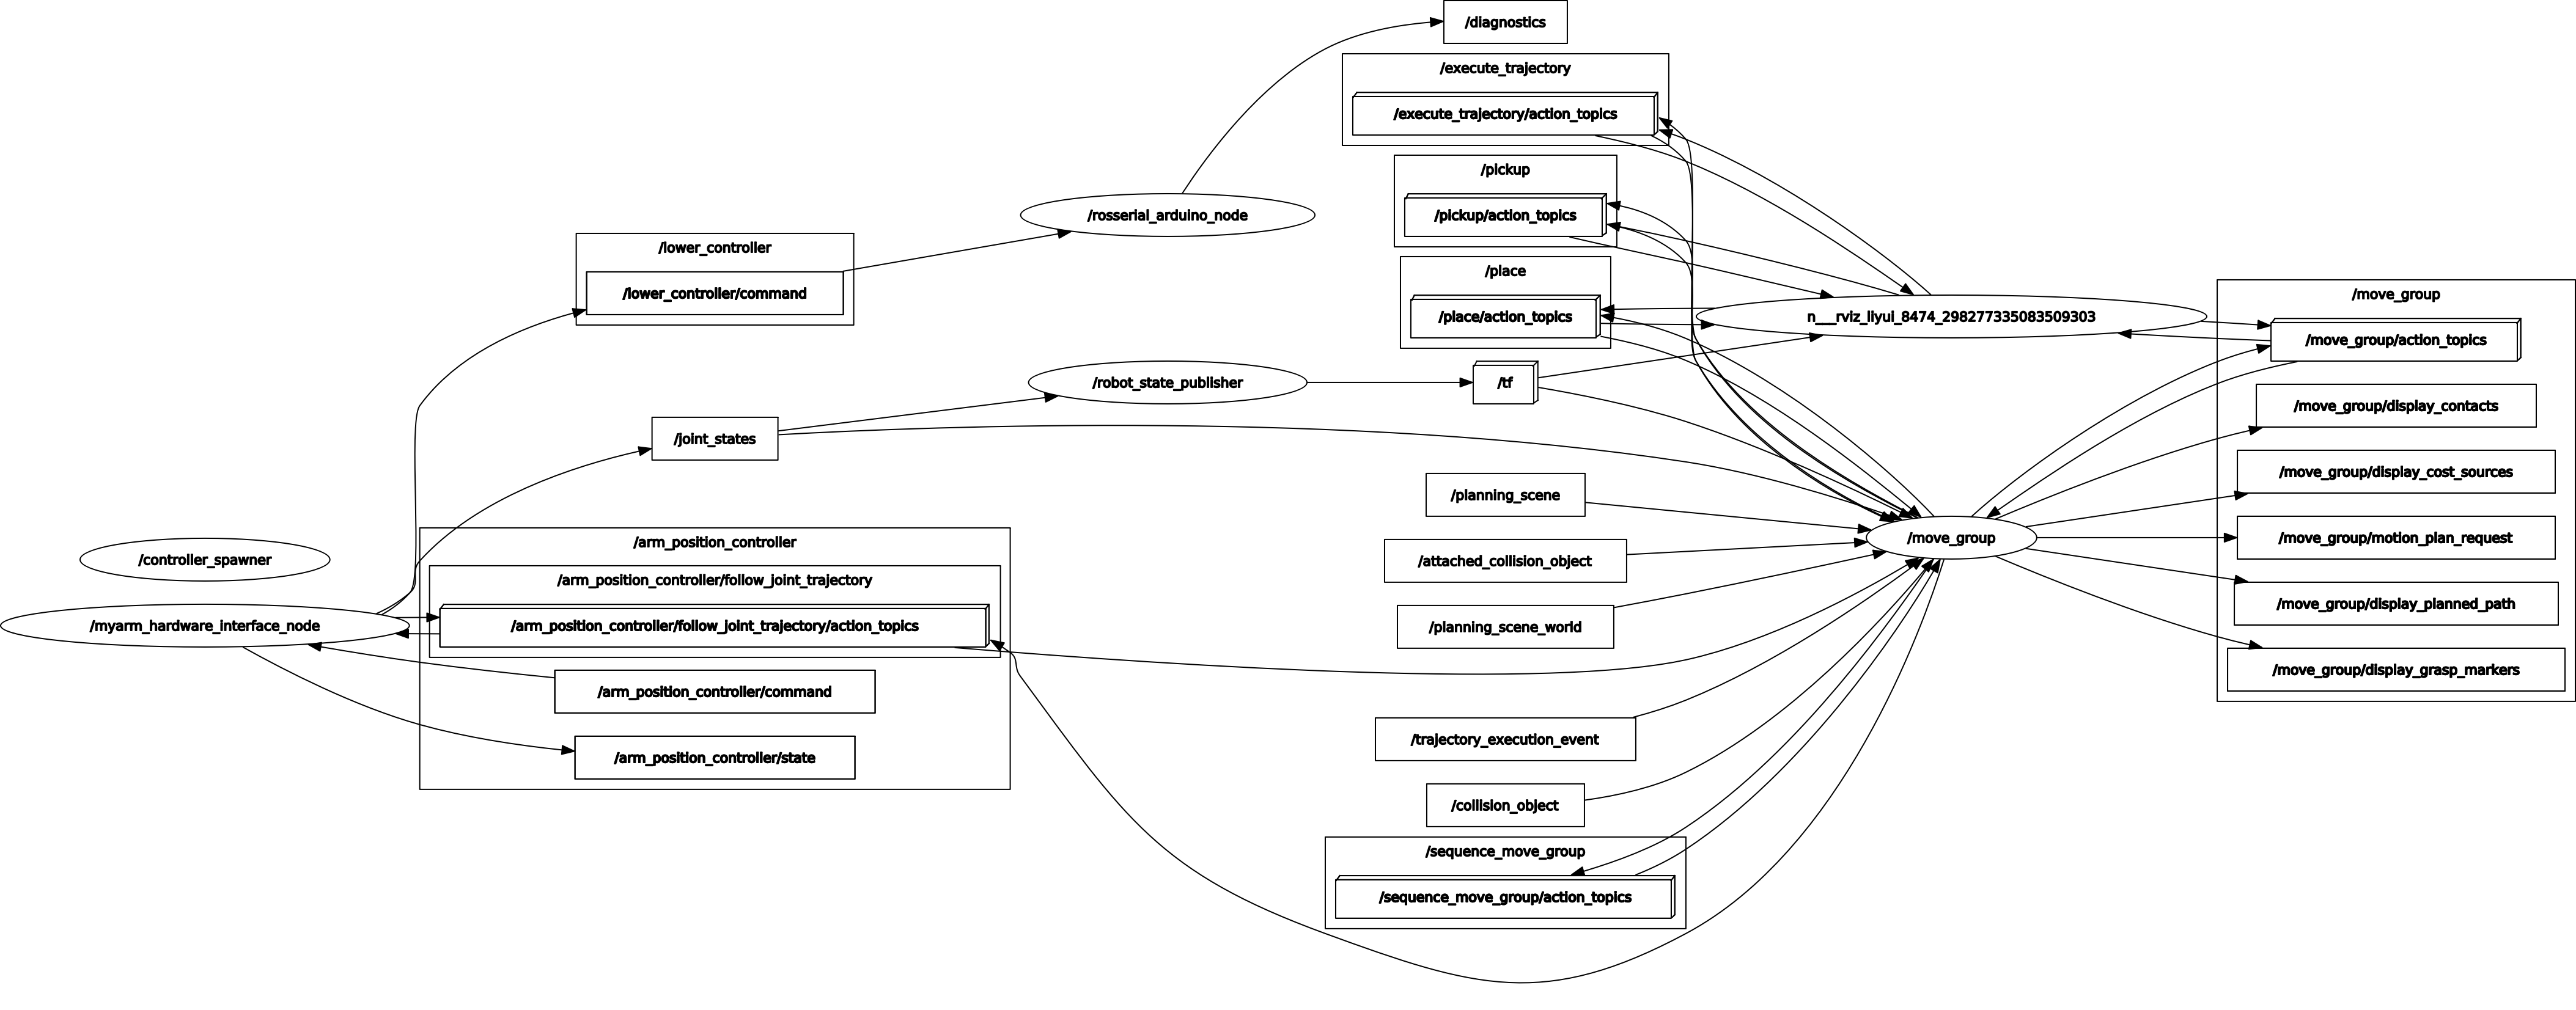 /diagnostics
/execute_trajectory
/execute_trajectory/action_topics
/pickup
/pickup/action_topics
/rosserial_arduino_node
/lower_controller
/lower_controller/command
/place
/place/action_topics
n___rviz_liyui_8474_298277335083509303
/move_group
/move_group/action_topics
/robot_state_publisher
/tf
/move_group/display_contacts
/joint_states
/move_group/display_cost_sources
/planning_scene
/move_group
/move_group/motion_plan_request
/arm_position_controller
/controller_spawner
/attached_collision_object
/arm_position_controller/follow_joint_trajectory
/move_group/display_planned_path
/myarm_hardware_interface_node
/arm_position_controller/follow_joint_trajectory/action_topics
/planning_scene_world
/move_group/display_grasp_markers
/arm_position_controller/command
/trajectory_execution_event
/arm_position_controller/state
/collision_object
/sequence_move_group
/sequence_move_group/action_topics